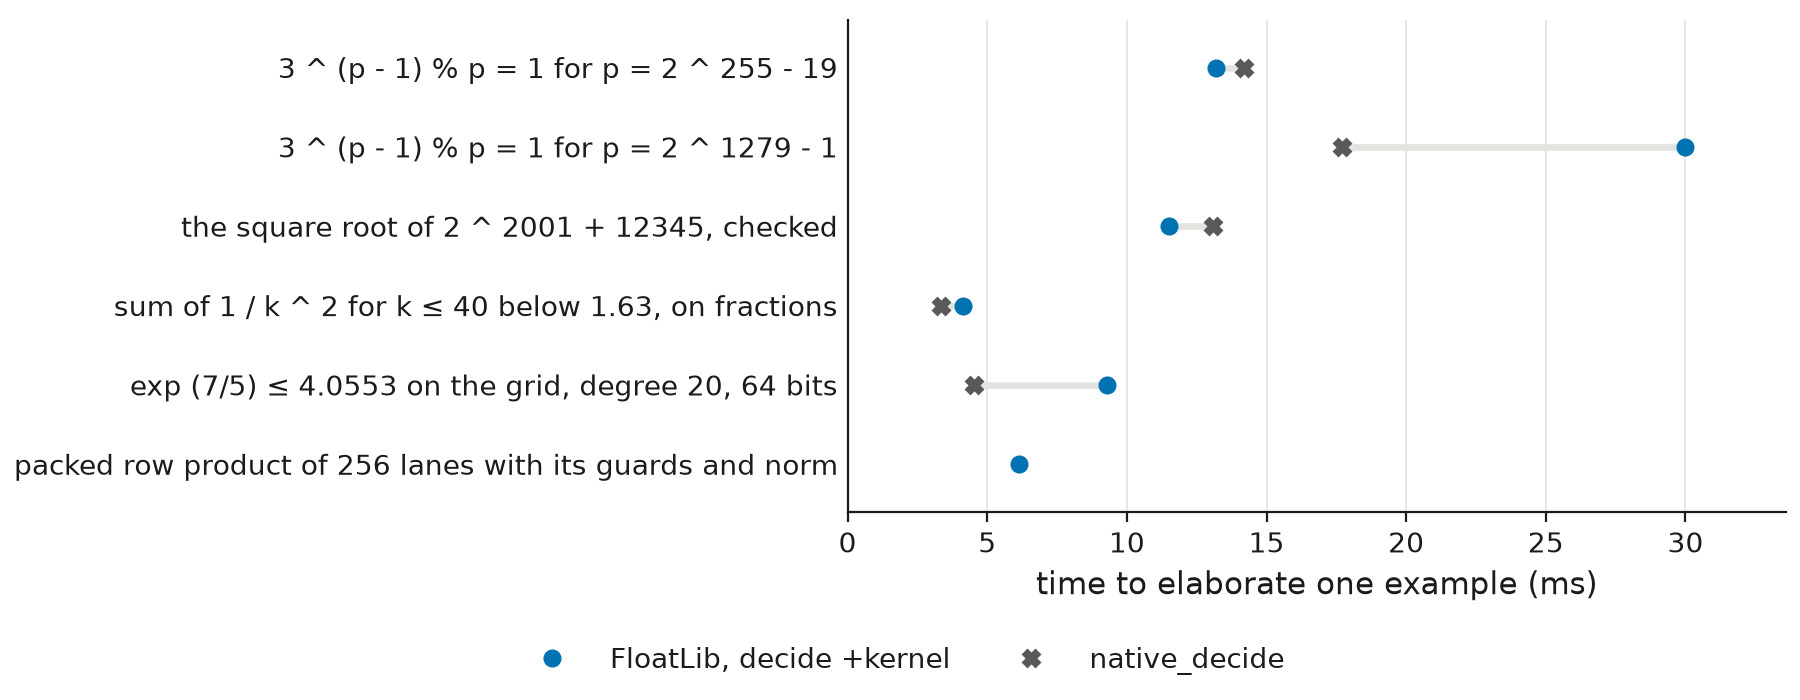 3 ^ (p - 1) % p = 1 for p = 2 ^ 255 - 19
3 ^ (p - 1) % p = 1 for p = 2 ^ 1279 - 1
the square root of 2 ^ 2001 + 12345, checked
sum of 1 / k ^ 2 for k ≤ 40 below 1.63, on fractions
exp (7/5) ≤ 4.0553 on the grid, degree 20, 64 bits
packed row product of 256 lanes with its guards and norm
0 5 10 15 20 25 30
time to elaborate one example (ms)
FloatLib, decide +kernel native_decide